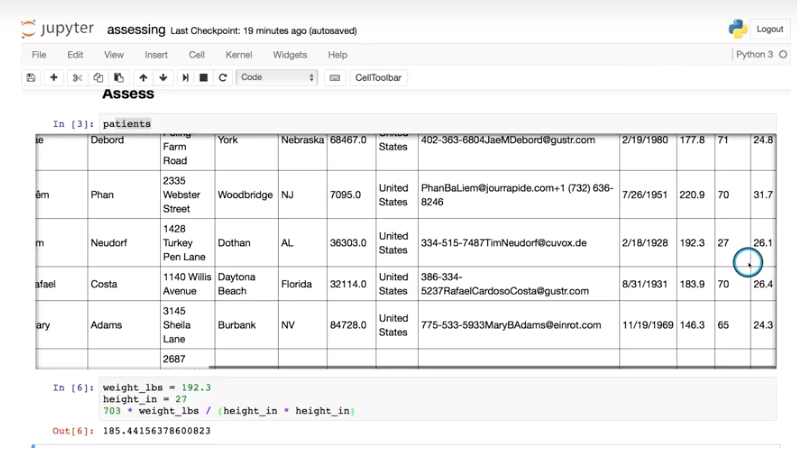 jupyter assessing Last Checkpoint: 19 minutes ago (autosaved) Logout
File Edit View Insert Cell Kernel Widgets Help Python 3
Code CellToolbar
Assess
In [3]: patients
Debord Farm Road York Nebraska 68467.0 United States 402-363-6804JaeMDebord@gustr.com 2/19/1980 177.8 71 24.8
Phan 2335 Webster Street Woodbridge NJ 7095.0 United States PhanBaLiem@jourrapide.com+1 (732) 636-8246 7/26/1951 220.9 70 31.7
Neudorf 1428 Turkey Pen Lane Dothan AL 36303.0 United States 334-515-7487TimNeudorf@cuvox.de 2/18/1928 192.3 27 26.1
afael Costa 1140 Willis Avenue Daytona Beach Florida 32114.0 United States 386-334-5237RafaelCardosoCosta@gustr.com 8/31/1931 183.9 70 26.4
ary Adams 3145 Sheila Lane Burbank NV 84728.0 United States 775-533-5933MaryBAdams@einrot.com 11/19/1969 146.3 65 24.3
2687
In [6]: weight_lbs = 192.3
height_in = 27
703 * weight_lbs / (height_in * height_in)
Out[6]: 185.44156378600823